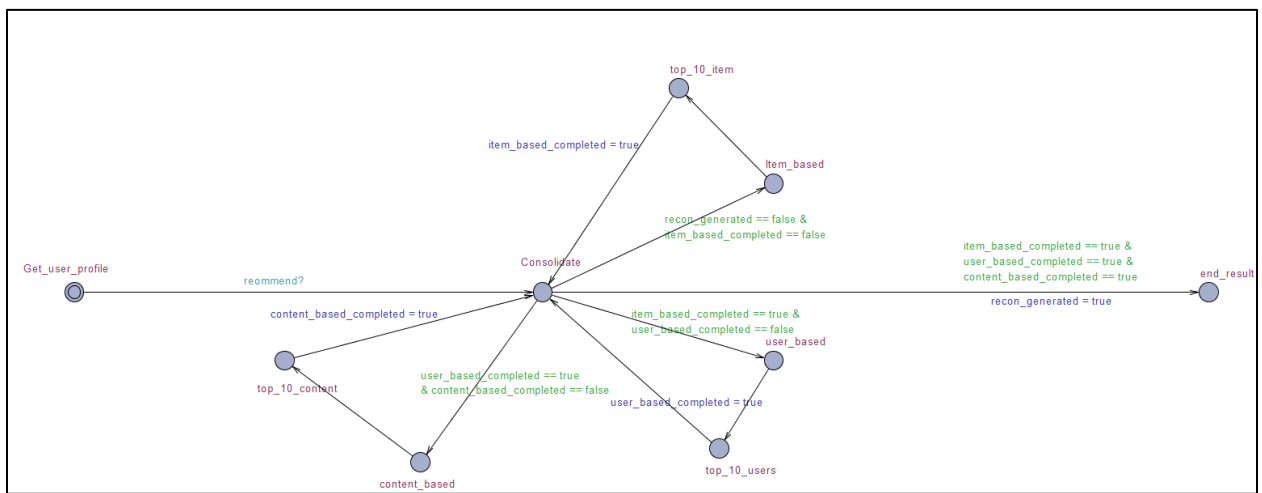 top_10_item
item_based_completed = true
Item_based
recon_generated == false &
item_based_completed == false
item_based_completed == true &
user_based_completed == true &
content_based_completed == true
Get_user_profile
Consolidate
end_result
reommend?
recon_generated = true
content_based_completed = true
item_based_completed == true &
user_based_completed == false
user_based
top_10_content
user_based_completed == true
& content_based_completed == false
user_based_completed = true
top_10_users
content_based